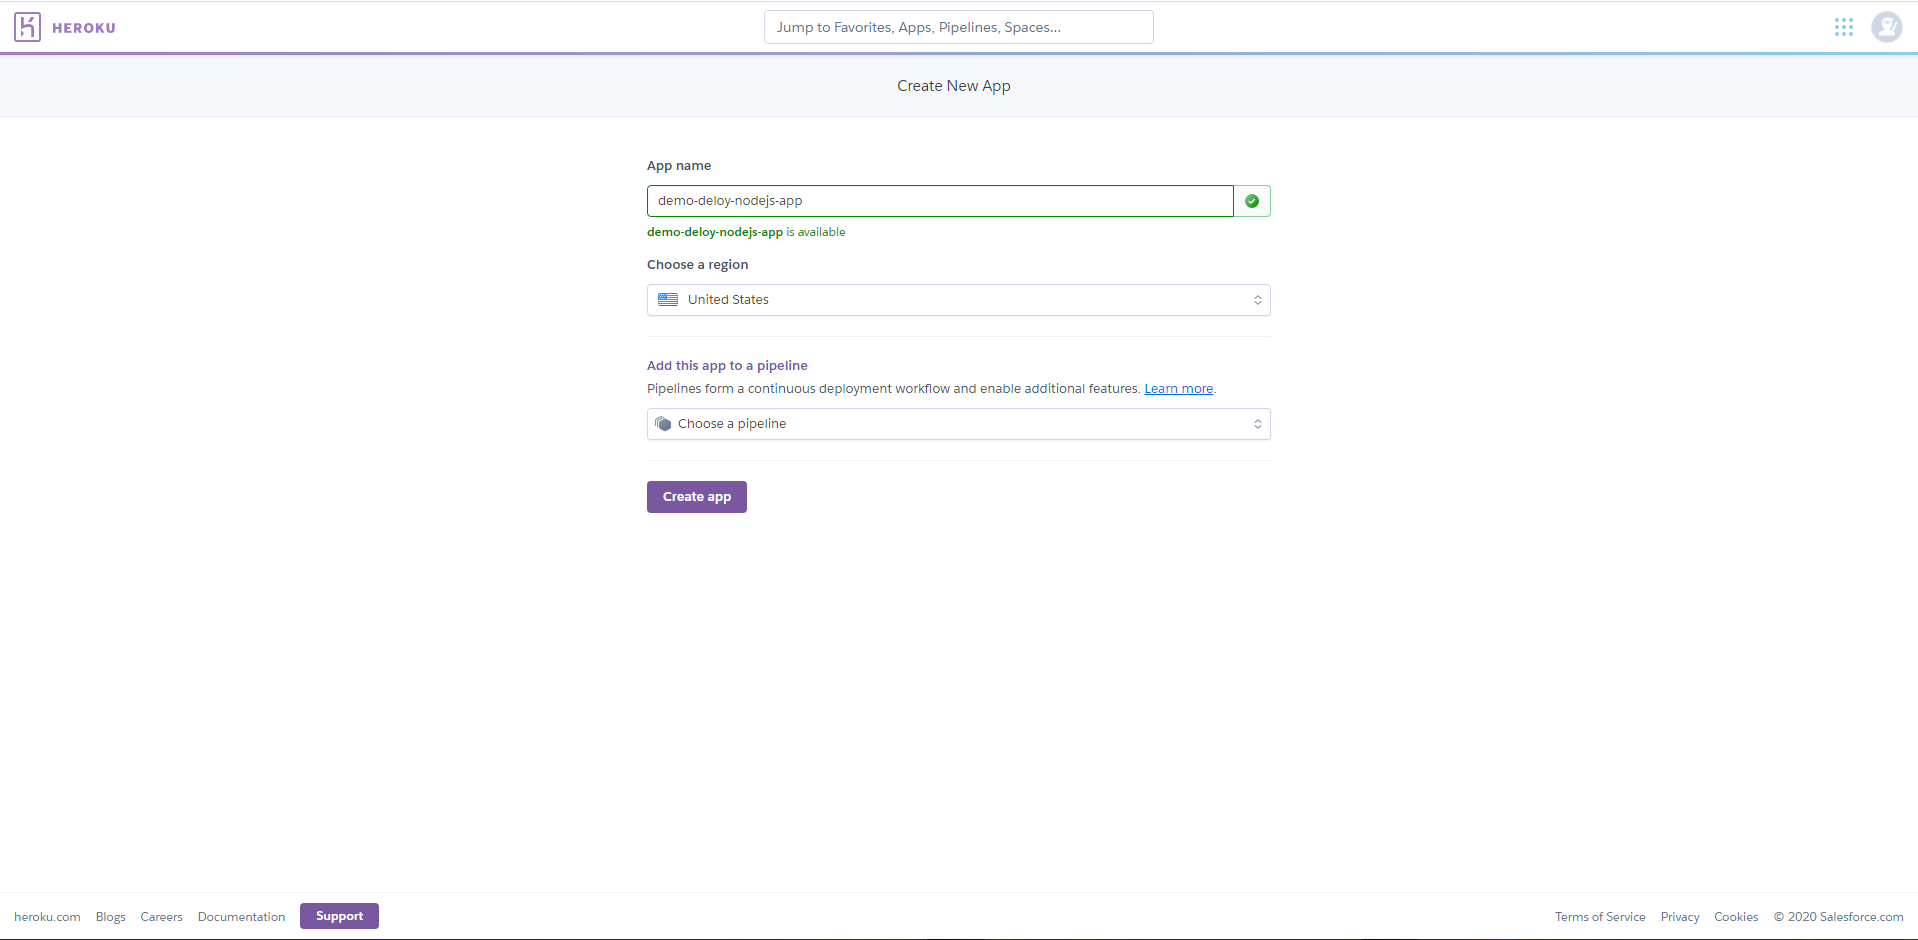 HEROKU
Jump to Favorites, Apps, Pipelines, Spaces...
Create New App
App name
demo-deloy-nodejs-app
demo-deloy-nodejs-app is available
Choose a region
United States
Add this app to a pipeline
Pipelines form a continuous deployment workflow and enable additional features. Learn more.
Choose a pipeline
Create app
heroku.com Blogs Careers Documentation Support Terms of Service Privacy Cookies © 2020 Salesforce.com